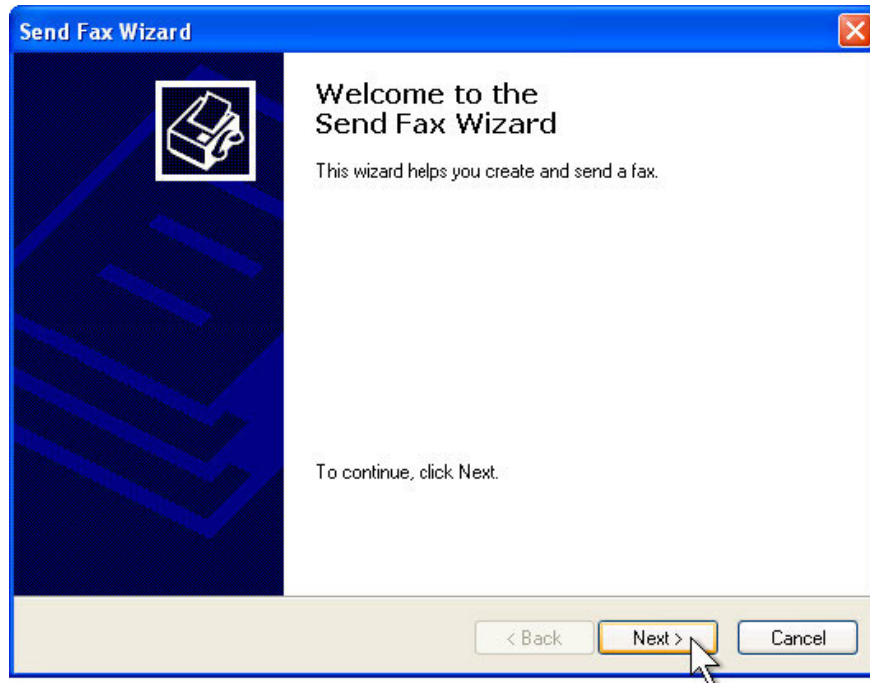 Send Fax Wizard
Welcome to the
Send Fax Wizard
This wizard helps you create and send a fax.
To continue, click Next.
< Back
Next >
Cancel